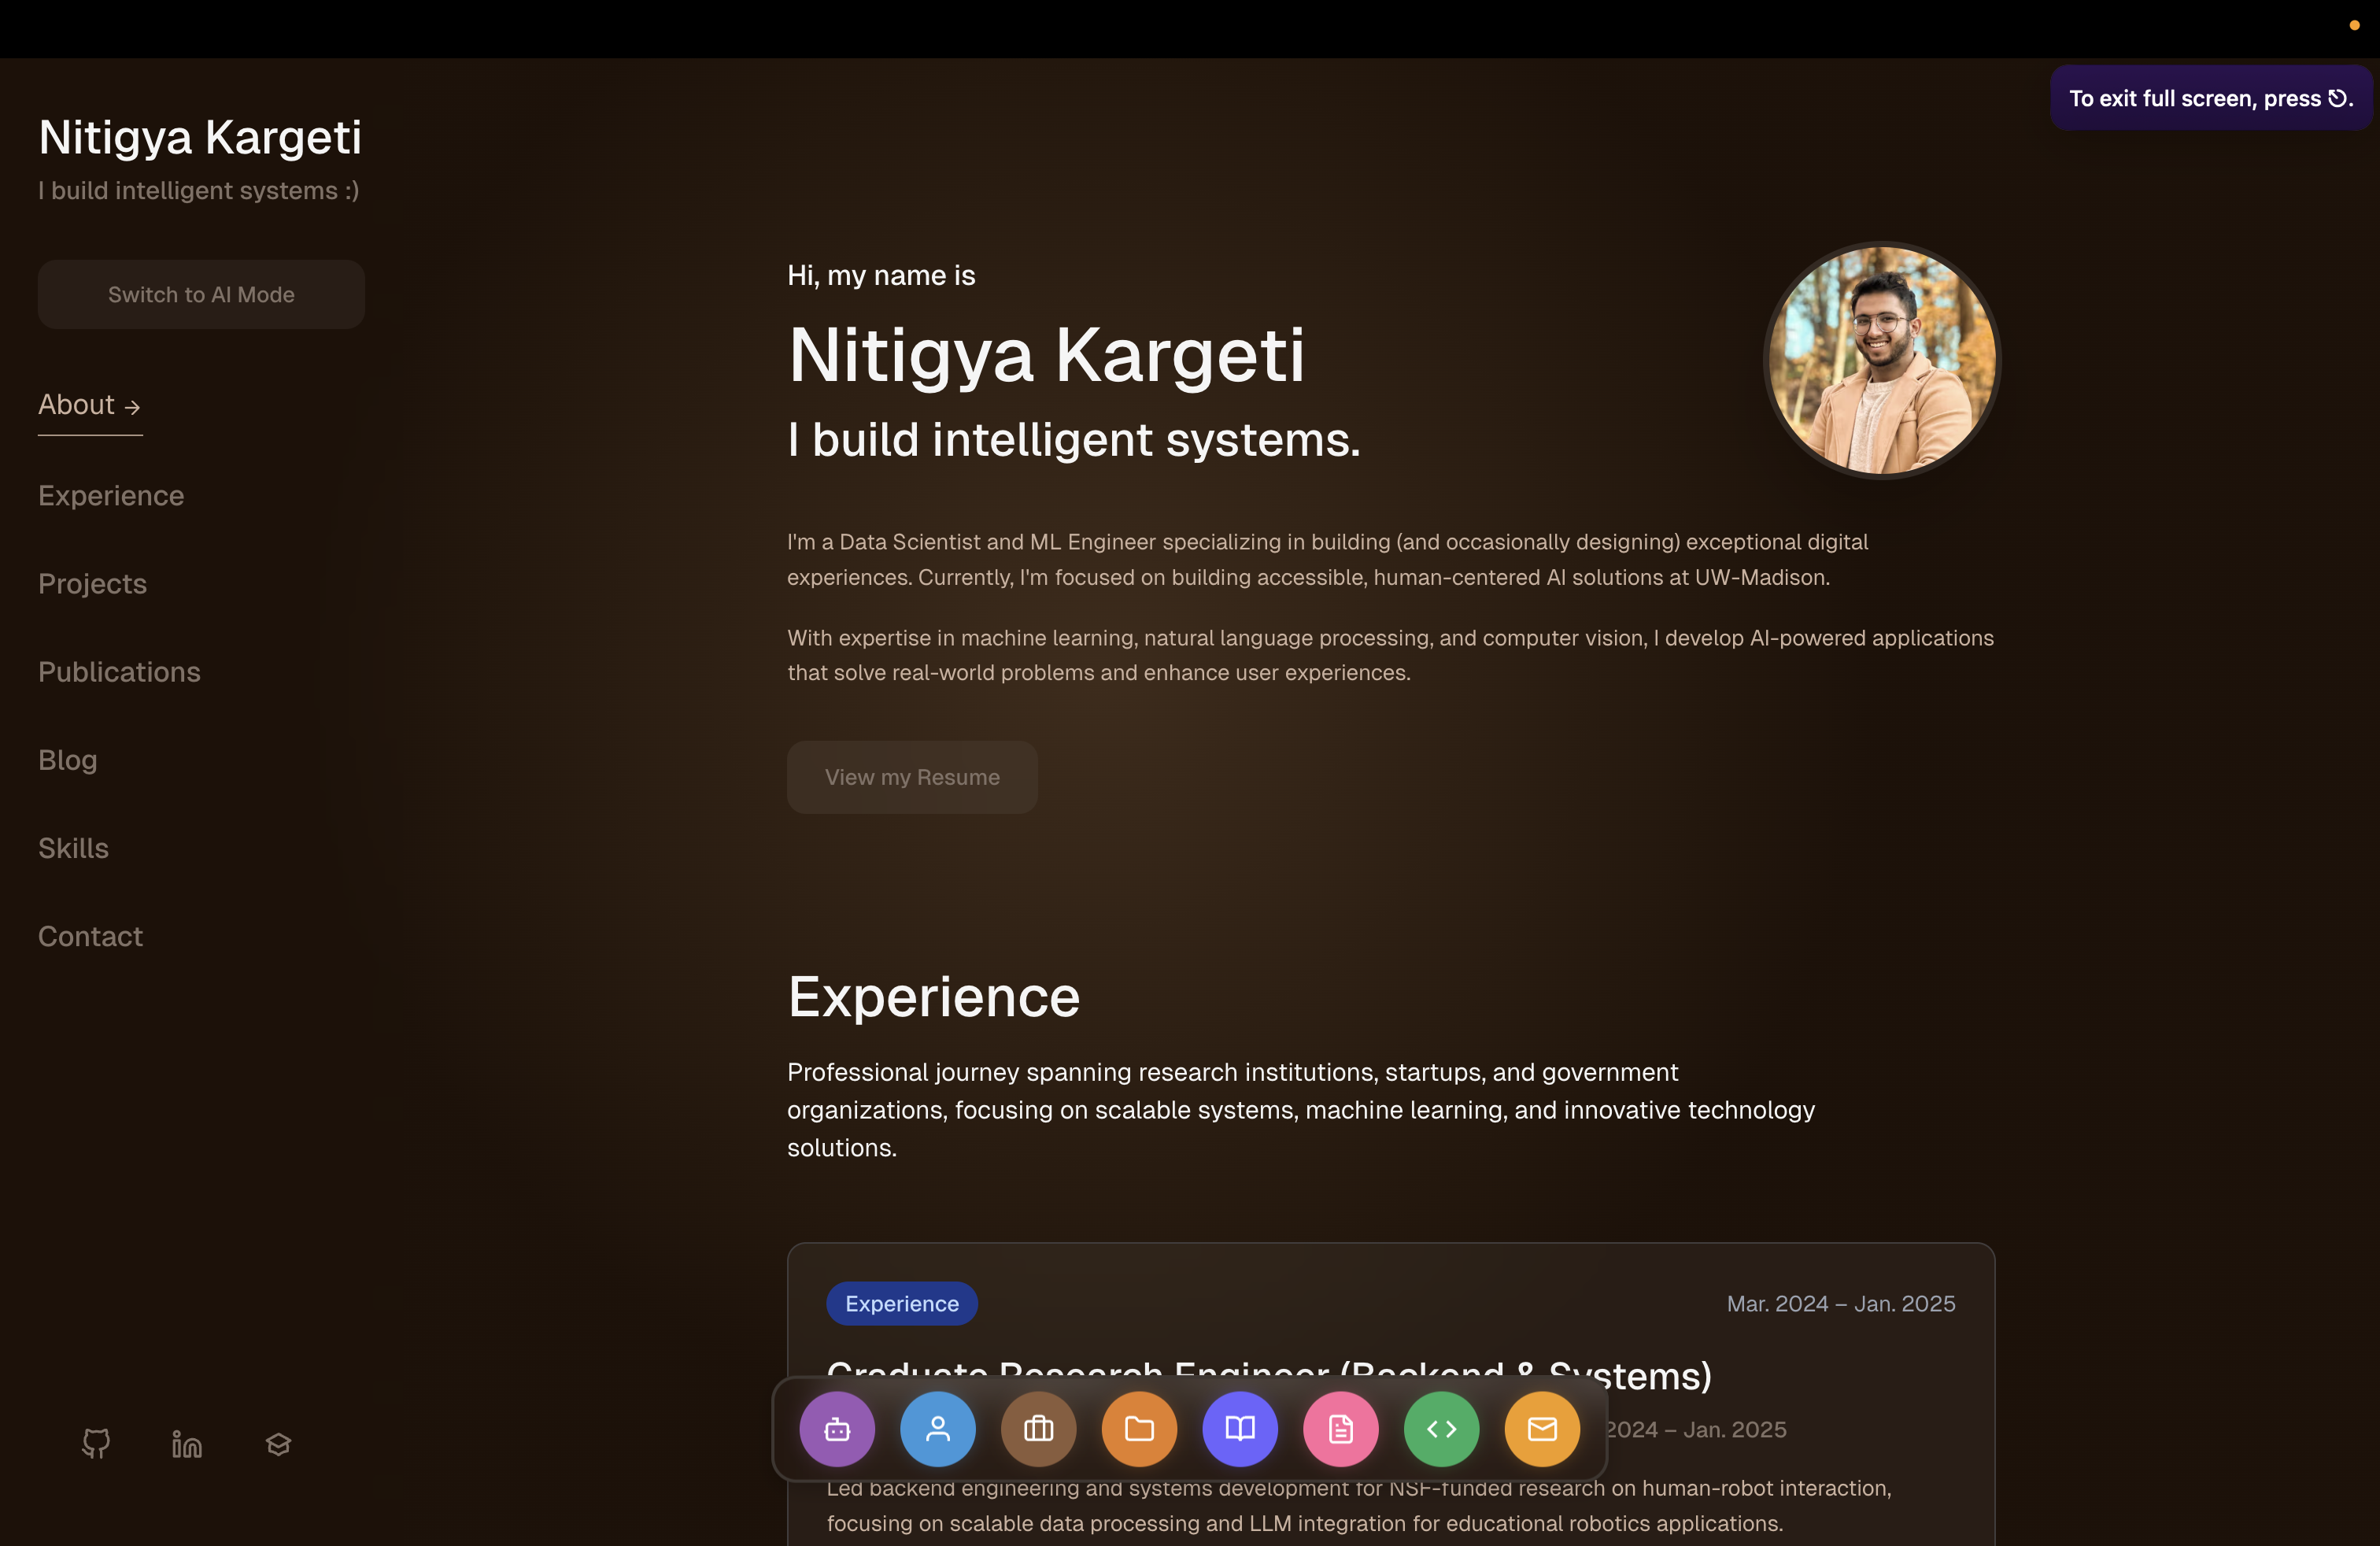 To exit full screen, press
Nitigya Kargeti
I build intelligent systems :)
Switch to AI Mode
About →
Experience
Projects
Publications
Blog
Skills
Contact
Hi, my name is
Nitigya Kargeti
I build intelligent systems.
I'm a Data Scientist and ML Engineer specializing in building (and occasionally designing) exceptional digital
experiences. Currently, I'm focused on building accessible, human-centered AI solutions at UW-Madison.
With expertise in machine learning, natural language processing, and computer vision, I develop AI-powered applications
that solve real-world problems and enhance user experiences.
View my Resume
Experience
Professional journey spanning research institutions, startups, and government
organizations, focusing on scalable systems, machine learning, and innovative technology
solutions.
Experience
Mar. 2024 – Jan. 2025
Graduate Research Engineer (Backend & Systems)
2024 – Jan. 2025
Led backend engineering and systems development for NSF-funded research on human-robot interaction,
focusing on scalable data processing and LLM integration for educational robotics applications.